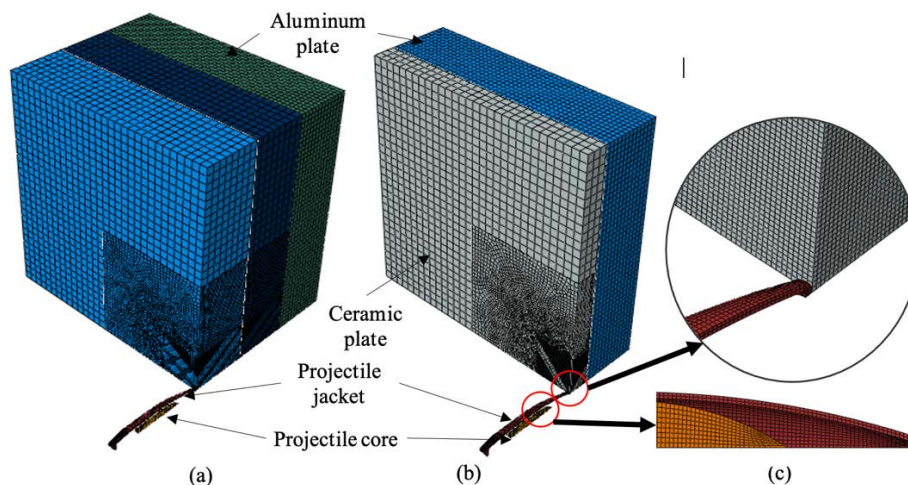 Aluminum
plate
Ceramic
plate
Projectile
jacket
Projectile core
(a)
(b)
(c)